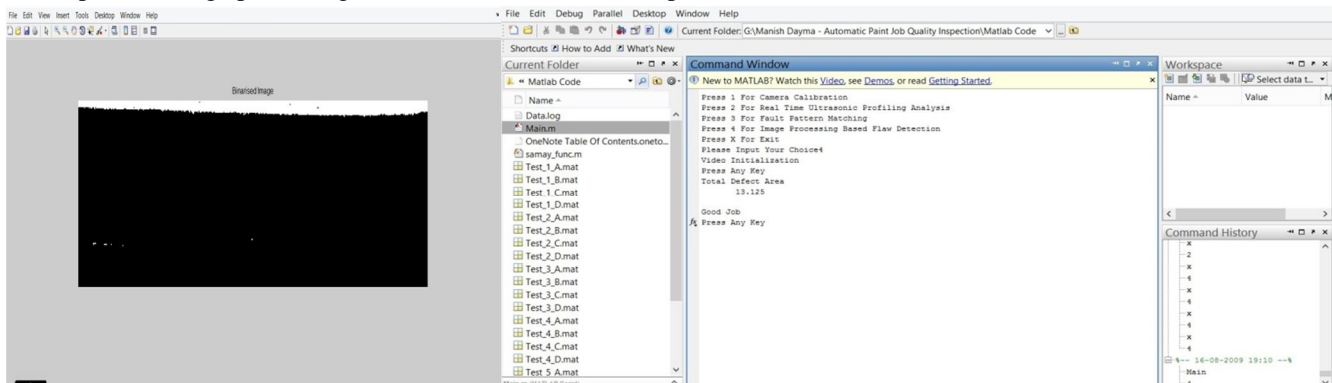 File Edit View Insert Tools Desktop Window Help
Binarised Image
File Edit Debug Parallel Desktop Window Help
Current Folder: G:\Manish Dayma - Automatic Paint Job Quality Inspection\Matlab Code
Shortcuts How to Add What's New
Current Folder
« Matlab Code
Name
Data.log
Main.m
OneNote Table Of Contents.oneto...
samay_func.m
Test_1_A.mat
Test_1_B.mat
Test_1_C.mat
Test_1_D.mat
Test_2_A.mat
Test_2_B.mat
Test_2_C.mat
Test_2_D.mat
Test_3_A.mat
Test_3_B.mat
Test_3_C.mat
Test_3_D.mat
Test_4_A.mat
Test_4_B.mat
Test_4_C.mat
Test_4_D.mat
Test_5_A.mat
Command Window
New to MATLAB? Watch this Video, see Demos, or read Getting Started.
Press 1 For Camera Calibration
Press 2 For Real Time Ultrasonic Profiling Analysis
Press 3 For Fault Pattern Matching
Press 4 For Image Processing Based Flaw Detection
Press X For Exit
Please Input Your Choice4
Video Initialization
Press Any Key
Total Defect Area
13.125
Good Job
fx Press Any Key
Workspace
Select data t...
Name Value M
Command History
x
2
x
4
x
4
x
4
x
4
%-- 16-08-2009 19:10 --%
Main